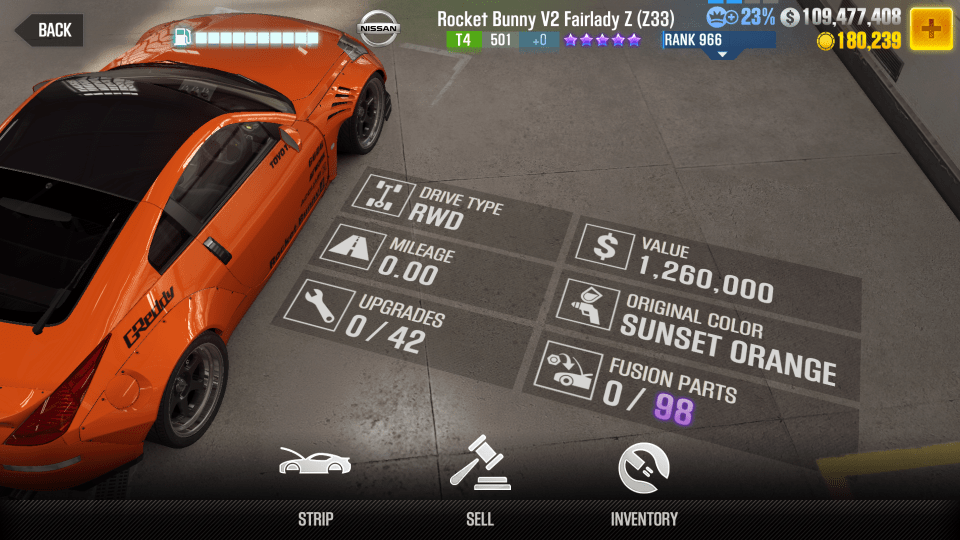 BACK
NISSAN
Rocket Bunny V2 Fairlady Z (Z33)
T4 501 +0
RANK 966
23%
109,477,408
180,239
DRIVE TYPE
RWD
MILEAGE
0.00
UPGRADES
0 / 42
$ VALUE
1,260,000
ORIGINAL COLOR
SUNSET ORANGE
FUSION PARTS
0 / 98
GReddy
STRIP
SELL
INVENTORY